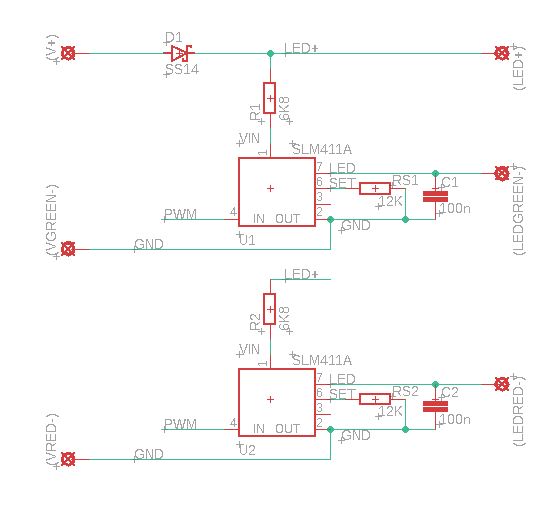 D1
(V+)
LED+
(LED+)
SS14
R1
6K8
VIN
SLM411A
1
7
LED
6
SET
RS1
C1
3
12K
100n
PWM
4
IN OUT
2
GND
U1
(VGREEN-)
(LEDGREEN-)
GND
LED+
R2
6K8
VIN
SLM411A
1
7
LED
6
SET
RS2
C2
3
12K
100n
PWM
4
IN OUT
2
GND
U2
(VRED-)
(LEDRED-)
GND